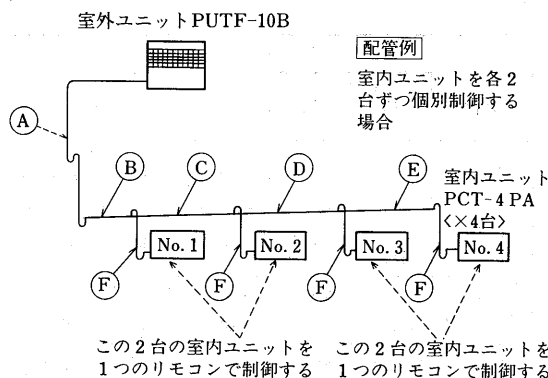 室外ユニットPUTF-10B
配管例
室内ユニットを各2
台ずつ個別制御する
場合
A
B
C
D
E
室内ユニット
PCT-4 PA
〈×4台〉
No. 1
No. 2
No. 3
No. 4
F
F
F
F
この2台の室内ユニットを
1つのリモコンで制御する
この2台の室内ユニットを
1つのリモコンで制御する